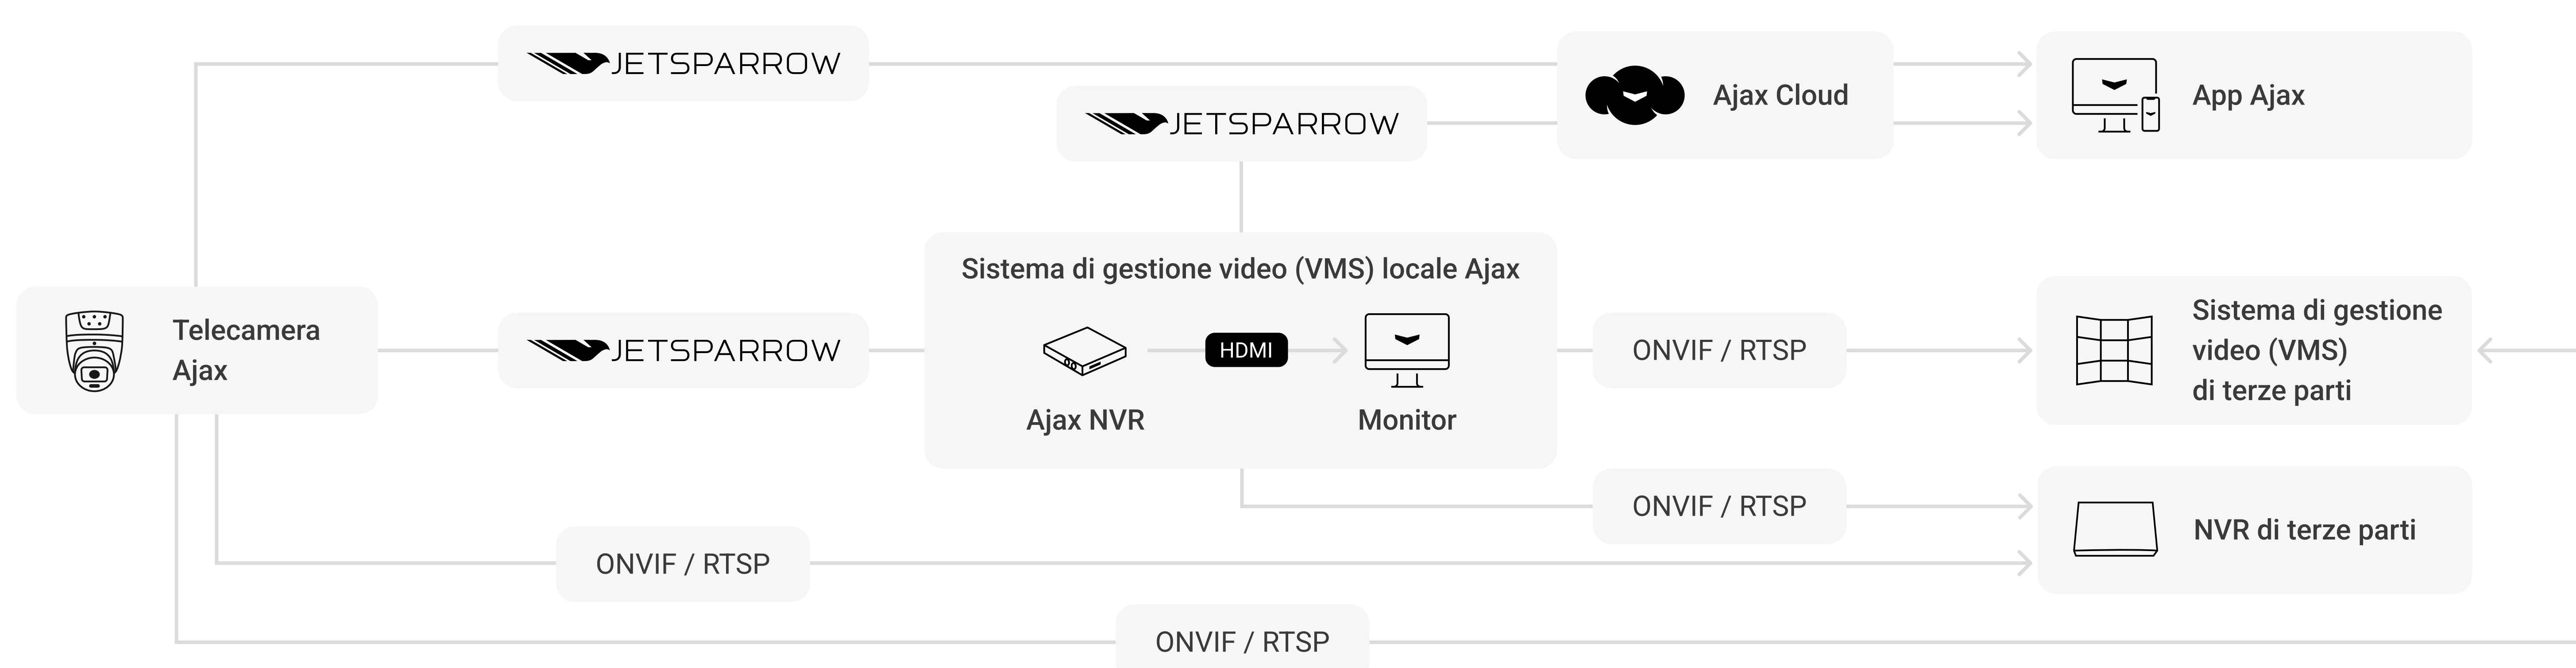 JETSPARROW
JETSPARROW
Ajax Cloud
App Ajax
Sistema di gestione video (VMS) locale Ajax
Telecamera
Ajax
JETSPARROW
HDMI
Ajax NVR
Monitor
ONVIF / RTSP
Sistema di gestione
video (VMS)
di terze parti
ONVIF / RTSP
NVR di terze parti
ONVIF / RTSP
ONVIF / RTSP